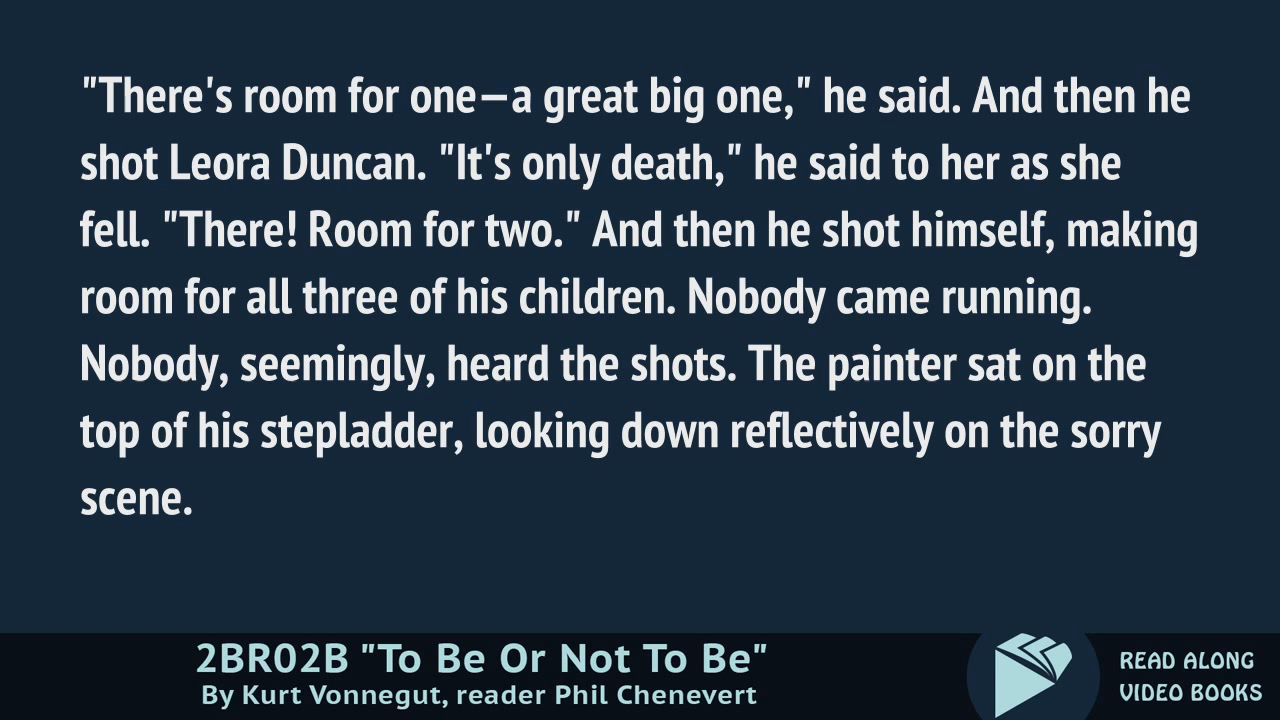 "There's room for one—a great big one," he said. And then he
shot Leora Duncan. "It's only death," he said to her as she
fell. "There! Room for two." And then he shot himself, making
room for all three of his children. Nobody came running.
Nobody, seemingly, heard the shots. The painter sat on the
top of his stepladder, looking down reflectively on the sorry
scene.
2BR02B "To Be Or Not To Be"
By Kurt Vonnegut, reader Phil Chenevert
READ ALONG
VIDEO BOOKS